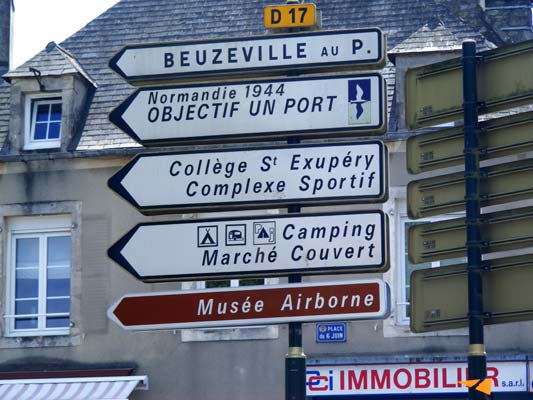 D 17
BEUZEVILLE AU P.
Normandie 1944
OBJECTIF UN PORT
Collège St Exupéry
Complexe Sportif
Camping
Marché Couvert
Musée Airborne
PLACE
du 6 JUIN
IMMOBILIER s.a.r.l.